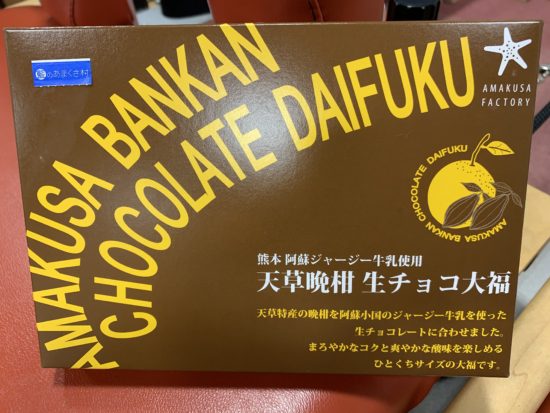 AMAKUSA BANKAN
CHOCOLATE DAIFUKU
のあまくさ村
AMAKUSA
FACTORY
AMAKUSA BANKAN CHOCOLATE DAIFUKU
熊本 阿蘇ジャージー牛乳使用
天草晩柑 生チョコ大福
天草特産の晩柑を阿蘇小国のジャージー牛乳を使った
生チョコレートに合わせました。
まろやかなコクと爽やかな酸味を楽しめる
ひとくちサイズの大福です。